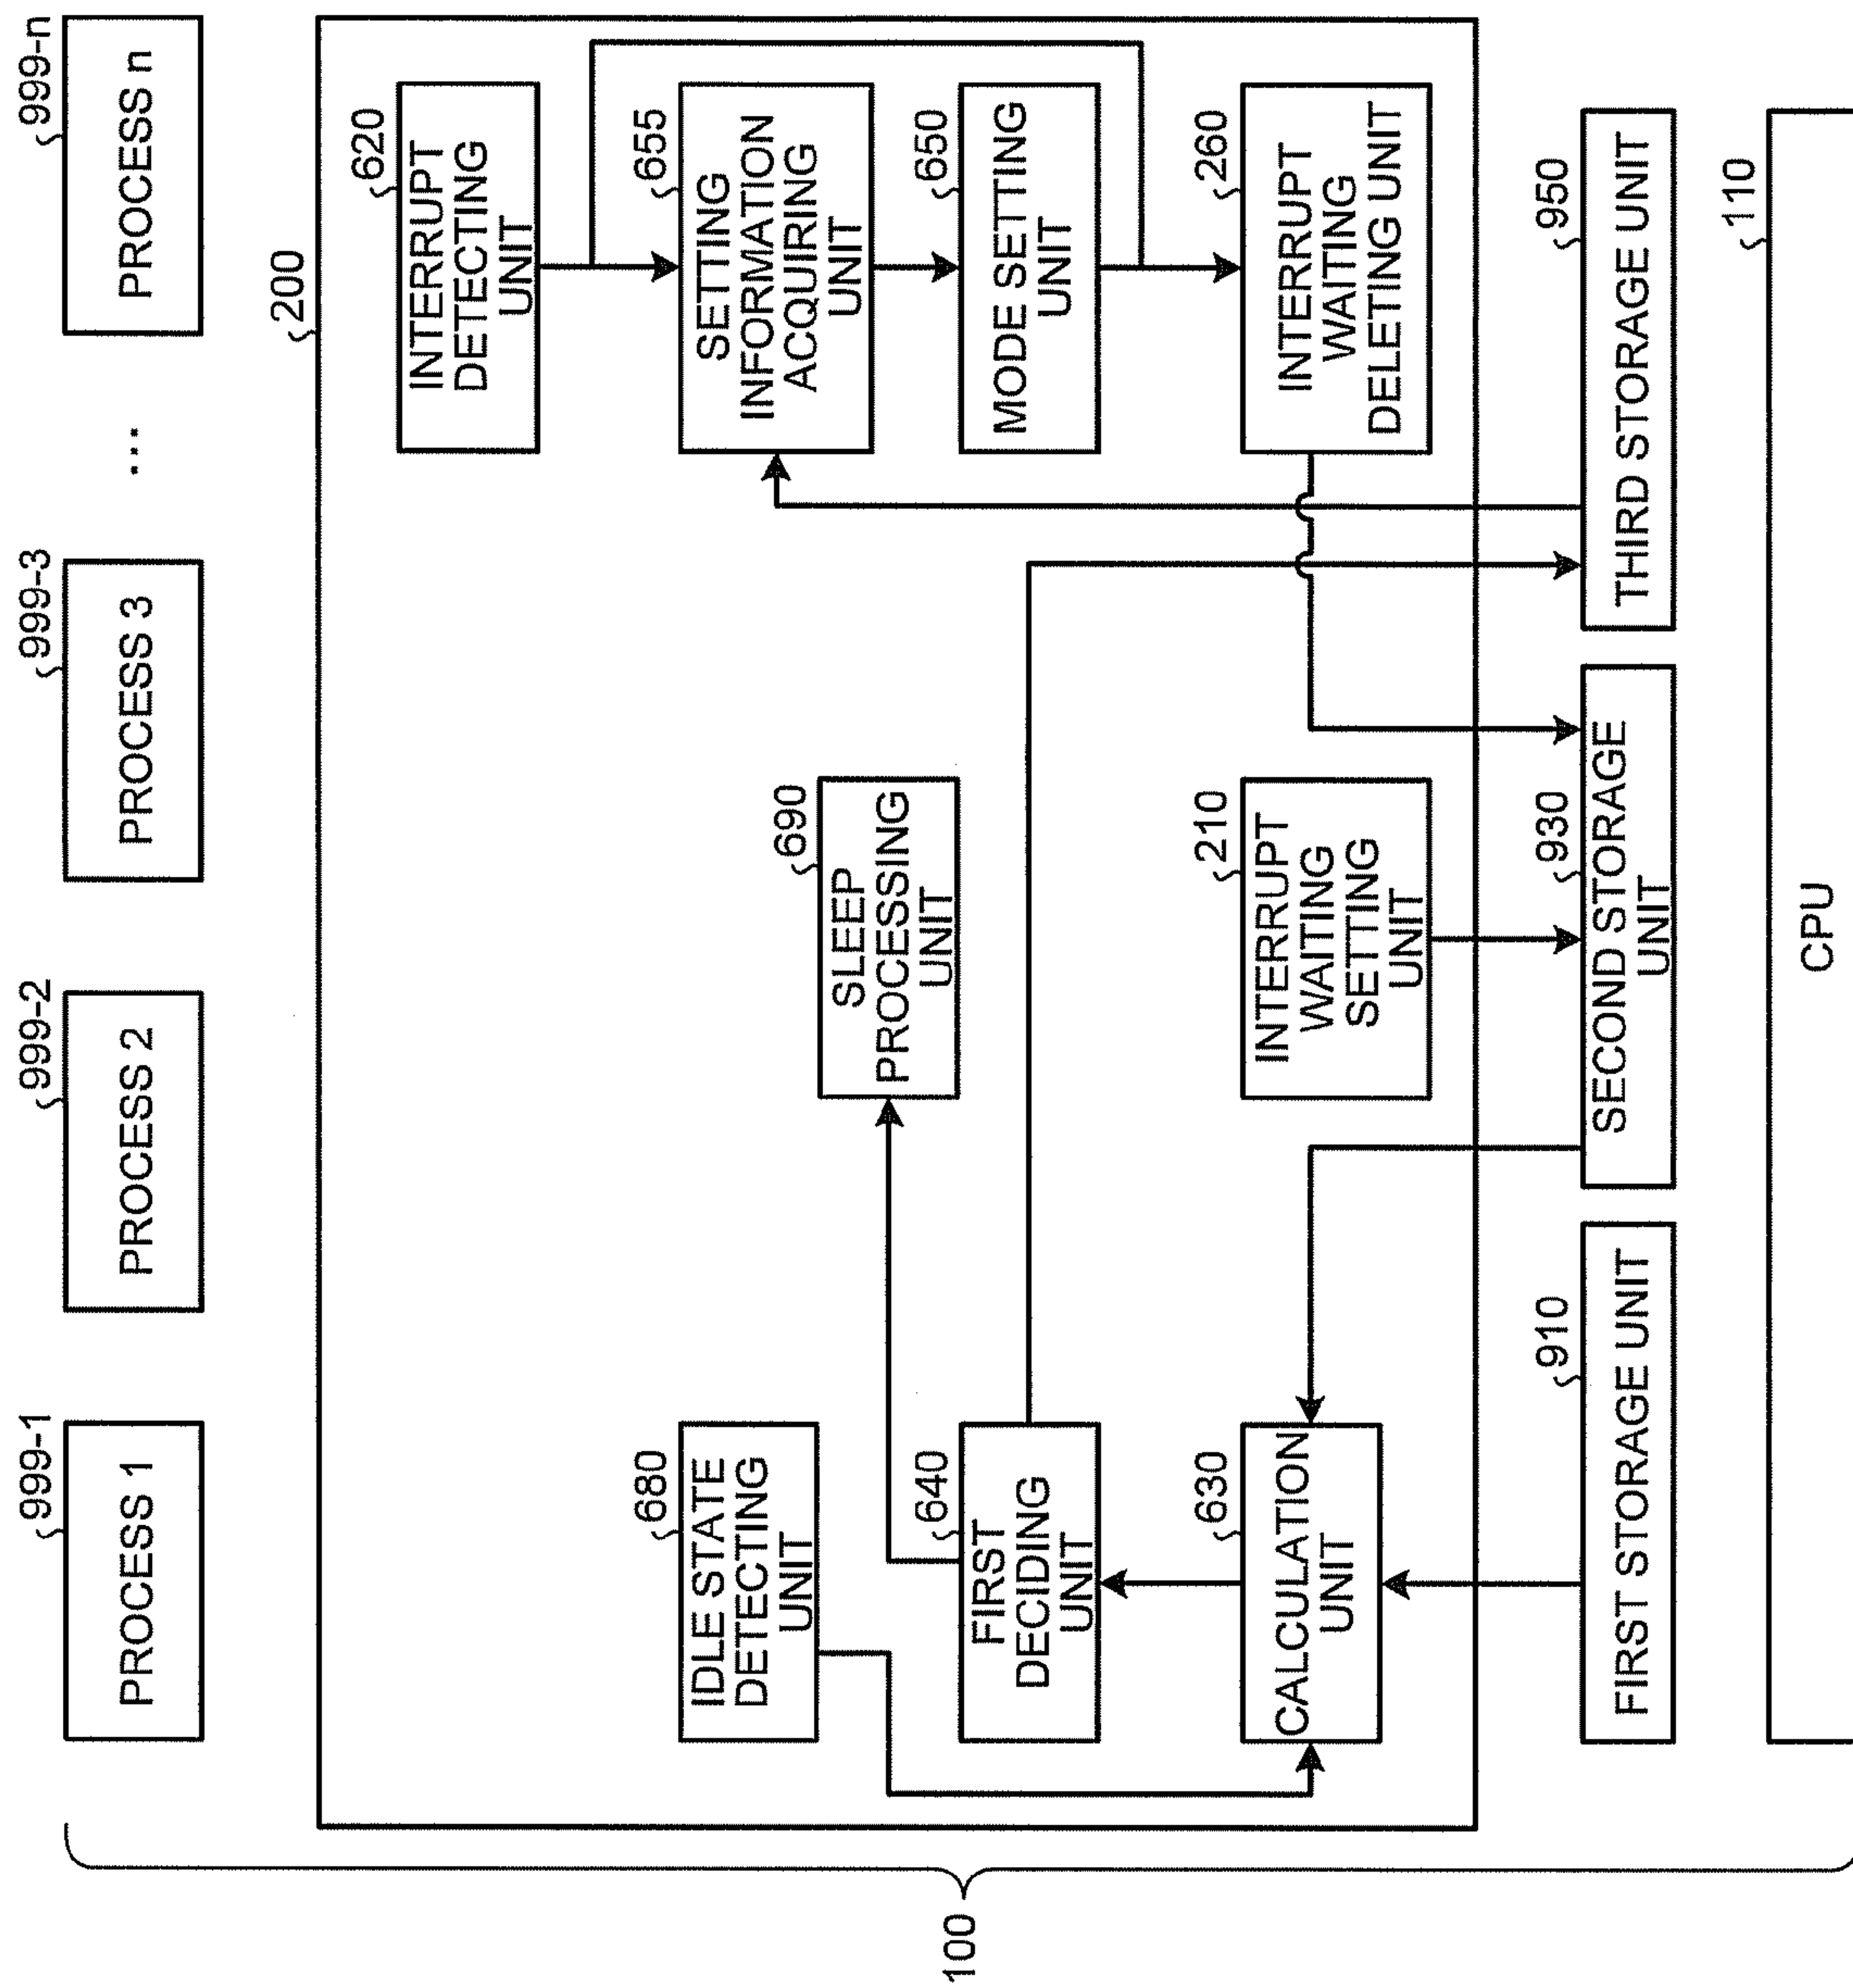 100
999-1
PROCESS 1
999-2
PROCESS 2
999-3
PROCESS 3
...
999-n
PROCESS n
200
680
IDLE STATE
DETECTING
UNIT
640
FIRST
DECIDING
UNIT
630
CALCULATION
UNIT
690
SLEEP
PROCESSING
UNIT
210
INTERRUPT
WAITING
SETTING
UNIT
620
INTERRUPT
DETECTING
UNIT
655
SETTING
INFORMATION
ACQUIRING
UNIT
650
MODE SETTING
UNIT
260
INTERRUPT
WAITING
DELETING UNIT
910
FIRST STORAGE UNIT
930
SECOND STORAGE
UNIT
950
THIRD STORAGE UNIT
110
CPU